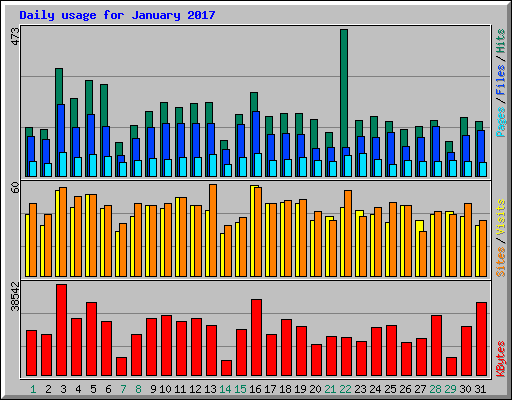 Daily usage for January 2017
473
Pages/Files/Hits
60
Sites/Visits
38542
KBytes
1 2 3 4 5 6 7 8 9 10 11 12 13 14 15 16 17 18 19 20 21 22 23 24 25 26 27 28 29 30 31